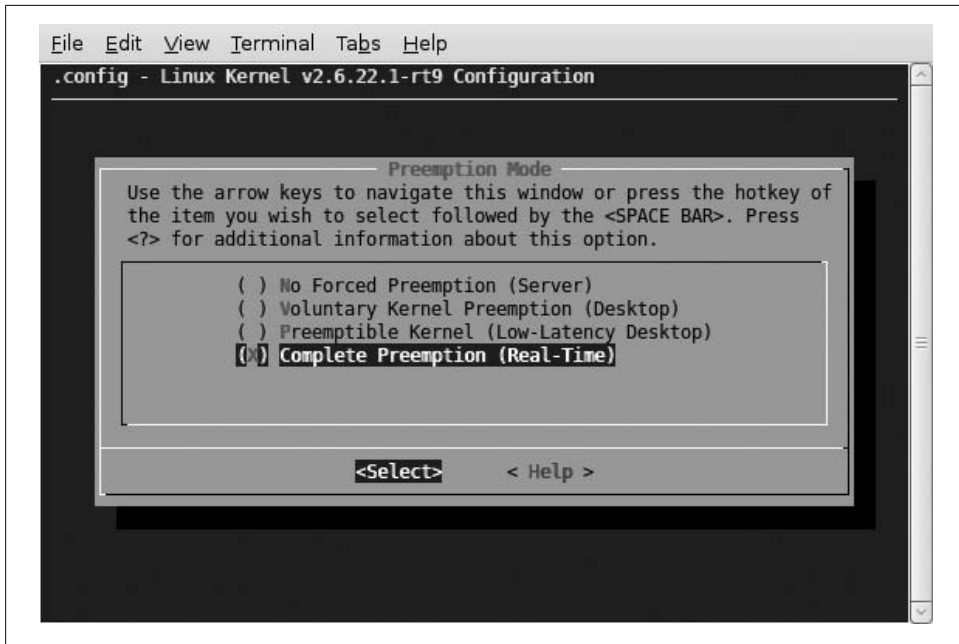 File Edit View Terminal Tabs Help
.config - Linux Kernel v2.6.22.1-rt9 Configuration
Preemption Mode
Use the arrow keys to navigate this window or press the hotkey of
the item you wish to select followed by the <SPACE BAR>. Press
<?> for additional information about this option.
( ) No Forced Preemption (Server)
( ) Voluntary Kernel Preemption (Desktop)
( ) Preemptible Kernel (Low-Latency Desktop)
(X) Complete Preemption (Real-Time)
<Select> < Help >